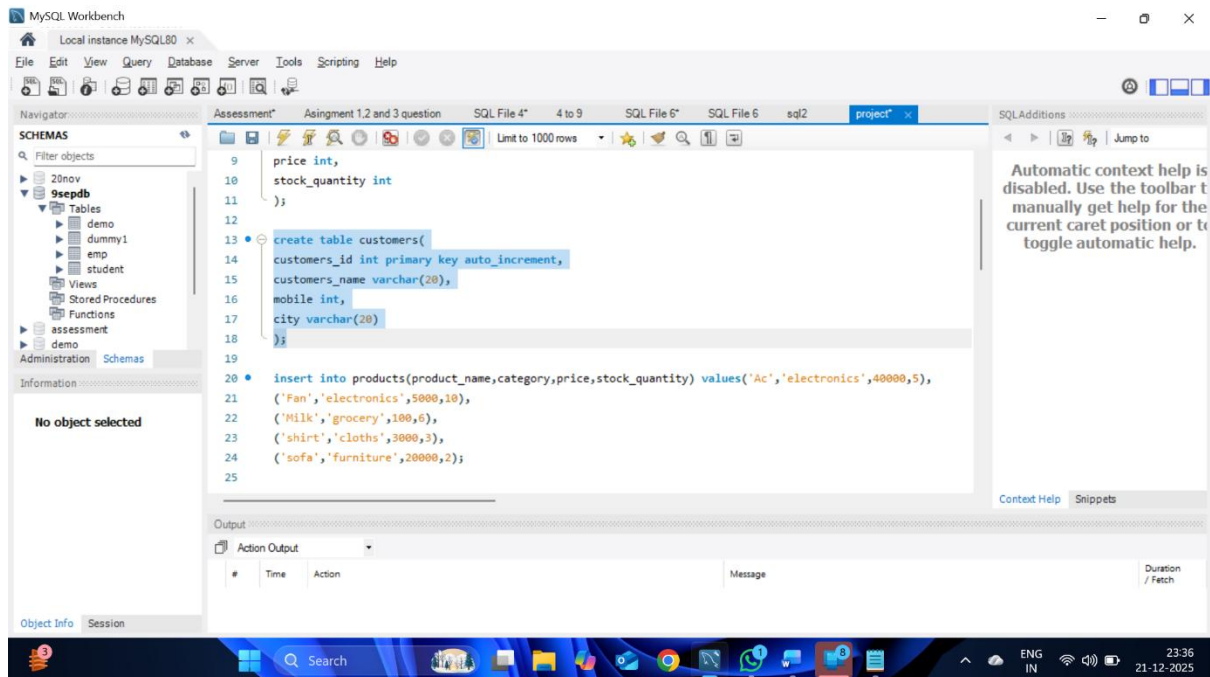 MySQL Workbench
Local instance MySQL80
File Edit View Query Database Server Tools Scripting Help
Navigator
SCHEMAS
Filter objects
20nov
9sepdb
Tables
demo
dummy1
emp
student
Views
Stored Procedures
Functions
assessment
demo
Administration Schemas
Information
No object selected
Object Info Session
Assessment* Asingment 1,2 and 3 question SQL File 4* 4 to 9 SQL File 6* SQL File 6 sql2 project*
Limit to 1000 rows
9 price int,
10 stock_quantity int
11 );
12
13 create table customers(
14 customers_id int primary key auto_increment,
15 customers_name varchar(20),
16 mobile int,
17 city varchar(20)
18 );
19
20 insert into products(product_name,category,price,stock_quantity) values('Ac','electronics',40000,5),
21 ('Fan','electronics',5000,10),
22 ('Milk','grocery',100,6),
23 ('shirt','cloths',3000,3),
24 ('sofa','furniture',20000,2);
25
Output
Action Output
# Time Action Message Duration / Fetch
SQLAdditions
Jump to
Automatic context help is
disabled. Use the toolbar t
manually get help for the
current caret position or to
toggle automatic help.
Context Help Snippets
3
Search
1
8
ENG
IN
23:36
21-12-2025